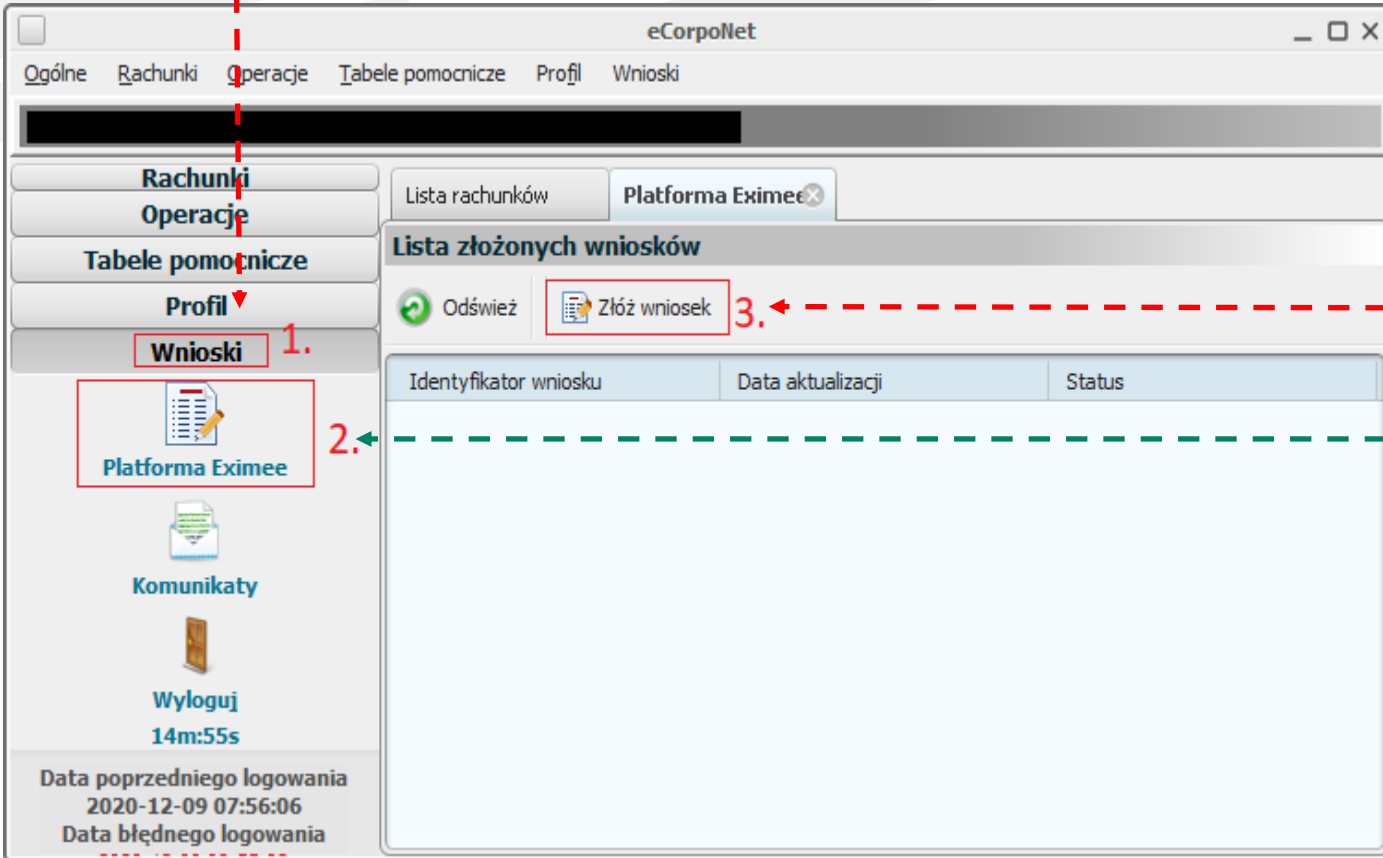 eCorpoNet
Ogólne Rachunki Operacje Tabele pomocnicze Profil Wnioski
Rachunki
Operacje
Tabele pomocnicze
Profil
Wnioski 1.
Platforma Eximee 2.
Komunikaty
Wyloguj
14m:55s
Data poprzedniego logowania
2020-12-09 07:56:06
Data błędnego logowania
Lista rachunków Platforma Eximee
Lista złożonych wniosków
Odśwież Złóż wniosek 3.
Identyfikator wniosku Data aktualizacji Status